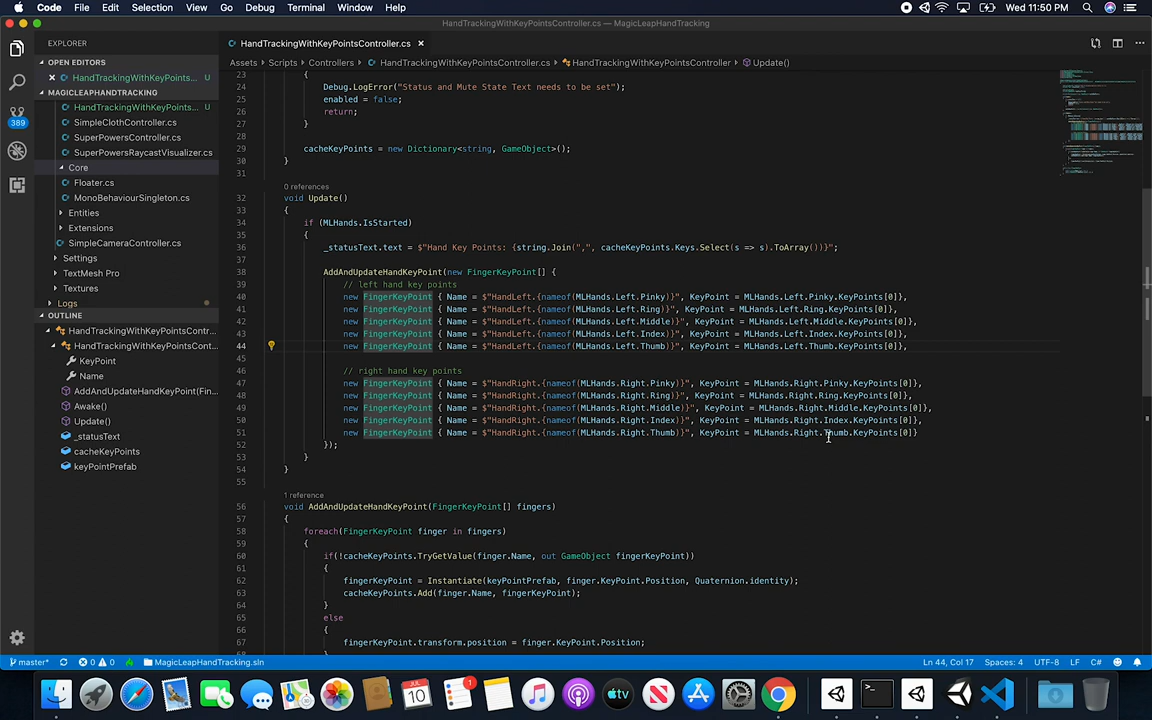 Code File Edit Selection View Go Debug Terminal Window Help Wed 11:50 PM
HandTrackingWithKeyPointsController.cs — MagicLeapHandTracking
EXPLORER
HandTrackingWithKeyPointsController.cs ×
OPEN EDITORS
Assets › Scripts › Controllers › HandTrackingWithKeyPointsController.cs › HandTrackingWithKeyPointsController › Update()
× HandTrackingWithKeyPoints... U
MAGICLEAPHANDTRACKING
HandTrackingWithKeyPoints... U
SimpleClothController.cs
SuperPowersController.cs
SuperPowersRaycastVisualizer.cs
Core
Floater.cs
MonoBehaviourSingleton.cs
Entities
Extensions
SimpleCameraController.cs
Settings
TextMesh Pro
Textures
Logs
OUTLINE
HandTrackingWithKeyPointsContr...
HandTrackingWithKeyPointsCont...
KeyPoint
Name
AddAndUpdateHandKeyPoint(Fin...
Awake()
Update()
_statusText
cacheKeyPoints
keyPointPrefab
389
23 {
24 Debug.LogError("Status and Mute State Text needs to be set");
25 enabled = false;
26 return;
27 }
28
29 cacheKeyPoints = new Dictionary<string, GameObject>();
30 }
31
0 references
32 void Update()
33 {
34 if (MLHands.IsStarted)
35 {
36 _statusText.text = $"Hand Key Points: {string.Join(",", cacheKeyPoints.Keys.Select(s => s).ToArray())}";
37
38 AddAndUpdateHandKeyPoint(new FingerKeyPoint[] {
39 // left hand key points
40 new FingerKeyPoint { Name = $"HandLeft.{nameof(MLHands.Left.Pinky)}", KeyPoint = MLHands.Left.Pinky.KeyPoints[0]},
41 new FingerKeyPoint { Name = $"HandLeft.{nameof(MLHands.Left.Ring)}", KeyPoint = MLHands.Left.Ring.KeyPoints[0]},
42 new FingerKeyPoint { Name = $"HandLeft.{nameof(MLHands.Left.Middle)}", KeyPoint = MLHands.Left.Middle.KeyPoints[0]},
43 new FingerKeyPoint { Name = $"HandLeft.{nameof(MLHands.Left.Index)}", KeyPoint = MLHands.Left.Index.KeyPoints[0]},
44 new FingerKeyPoint { Name = $"HandLeft.{nameof(MLHands.Left.Thumb)}", KeyPoint = MLHands.Left.Thumb.KeyPoints[0]},
45
46 // right hand key points
47 new FingerKeyPoint { Name = $"HandRight.{nameof(MLHands.Right.Pinky)}", KeyPoint = MLHands.Right.Pinky.KeyPoints[0]},
48 new FingerKeyPoint { Name = $"HandRight.{nameof(MLHands.Right.Ring)}", KeyPoint = MLHands.Right.Ring.KeyPoints[0]},
49 new FingerKeyPoint { Name = $"HandRight.{nameof(MLHands.Right.Middle)}", KeyPoint = MLHands.Right.Middle.KeyPoints[0]},
50 new FingerKeyPoint { Name = $"HandRight.{nameof(MLHands.Right.Index)}", KeyPoint = MLHands.Right.Index.KeyPoints[0]},
51 new FingerKeyPoint { Name = $"HandRight.{nameof(MLHands.Right.Thumb)}", KeyPoint = MLHands.Right.Thumb.KeyPoints[0]}
52 });
53 }
54 }
55
1 reference
56 void AddAndUpdateHandKeyPoint(FingerKeyPoint[] fingers)
57 {
58 foreach(FingerKeyPoint finger in fingers)
59 {
60 if(!cacheKeyPoints.TryGetValue(finger.Name, out GameObject fingerKeyPoint))
61 {
62 fingerKeyPoint = Instantiate(keyPointPrefab, finger.KeyPoint.Position, Quaternion.identity);
63 cacheKeyPoints.Add(finger.Name, fingerKeyPoint);
64 }
65 else
66 {
67 fingerKeyPoint.transform.position = finger.KeyPoint.Position;
master* 0 0 MagicLeapHandTracking.sln Ln 44, Col 17 Spaces: 4 UTF-8 LF C#
JUL
10
1
tv